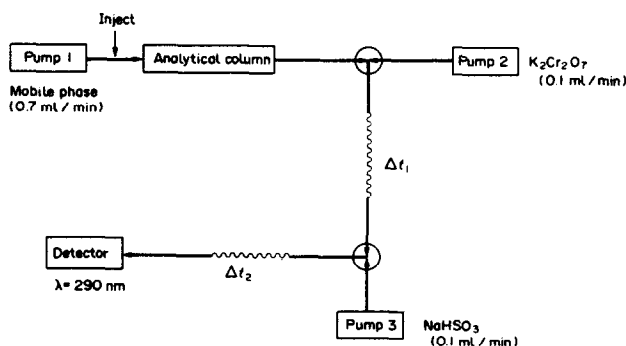 Inject
Pump 1
Analytical column
Pump 2
K₂Cr₂O₇
(0.1 ml/min)
Mobile phase
(0.7 ml/min)
Δt₁
Detector
λ = 290 nm
Δt₂
Pump 3
NaHSO₃
(0.1 ml/min)